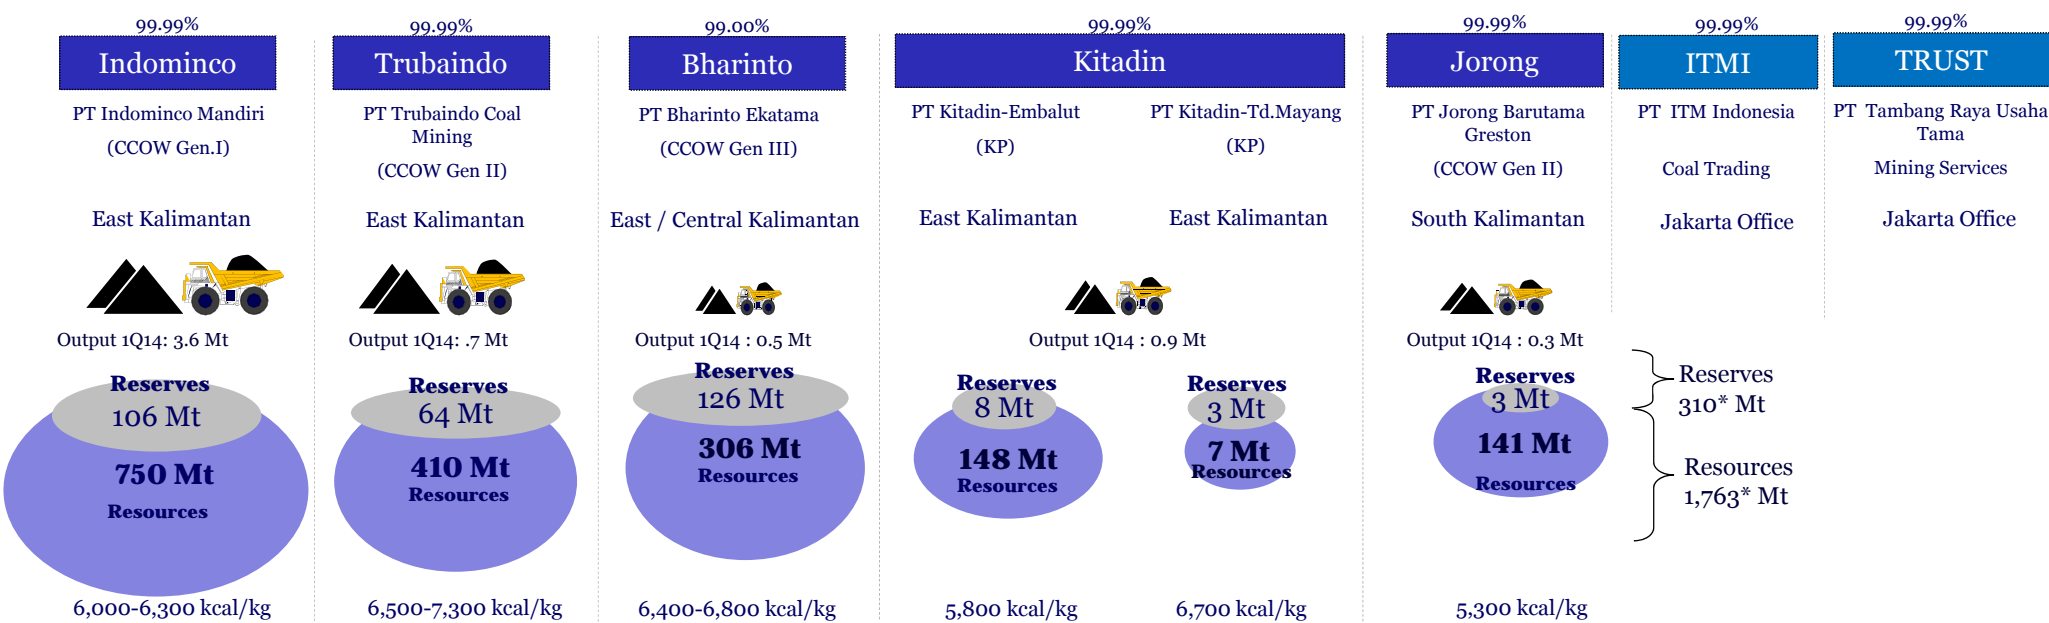 99.99%
Indominco
PT Indominco Mandiri
(CCOW Gen.I)
East Kalimantan
Output 1Q14: 3.6 Mt
Reserves
106 Mt
750 Mt
Resources
6,000-6,300 kcal/kg
99.99%
Trubaindo
PT Trubaindo Coal
Mining
(CCOW Gen II)
East Kalimantan
Output 1Q14: .7 Mt
Reserves
64 Mt
410 Mt
Resources
6,500-7,300 kcal/kg
99.00%
Bharinto
PT Bharinto Ekatama
(CCOW Gen III)
East / Central Kalimantan
Output 1Q14 : 0.5 Mt
Reserves
126 Mt
306 Mt
Resources
6,400-6,800 kcal/kg
99.99%
Kitadin
PT Kitadin-Embalut
(KP)
East Kalimantan
PT Kitadin-Td.Mayang
(KP)
East Kalimantan
Output 1Q14 : 0.9 Mt
Reserves
8 Mt
148 Mt
Resources
5,800 kcal/kg
Reserves
3 Mt
7 Mt
Resources
6,700 kcal/kg
99.99%
Jorong
PT Jorong Barutama
Greston
(CCOW Gen II)
South Kalimantan
Output 1Q14 : 0.3 Mt
Reserves
3 Mt
141 Mt
Resources
5,300 kcal/kg
99.99%
ITMI
PT ITM Indonesia
Coal Trading
Jakarta Office
99.99%
TRUST
PT Tambang Raya Usaha
Tama
Mining Services
Jakarta Office
Reserves
310* Mt
Resources
1,763* Mt